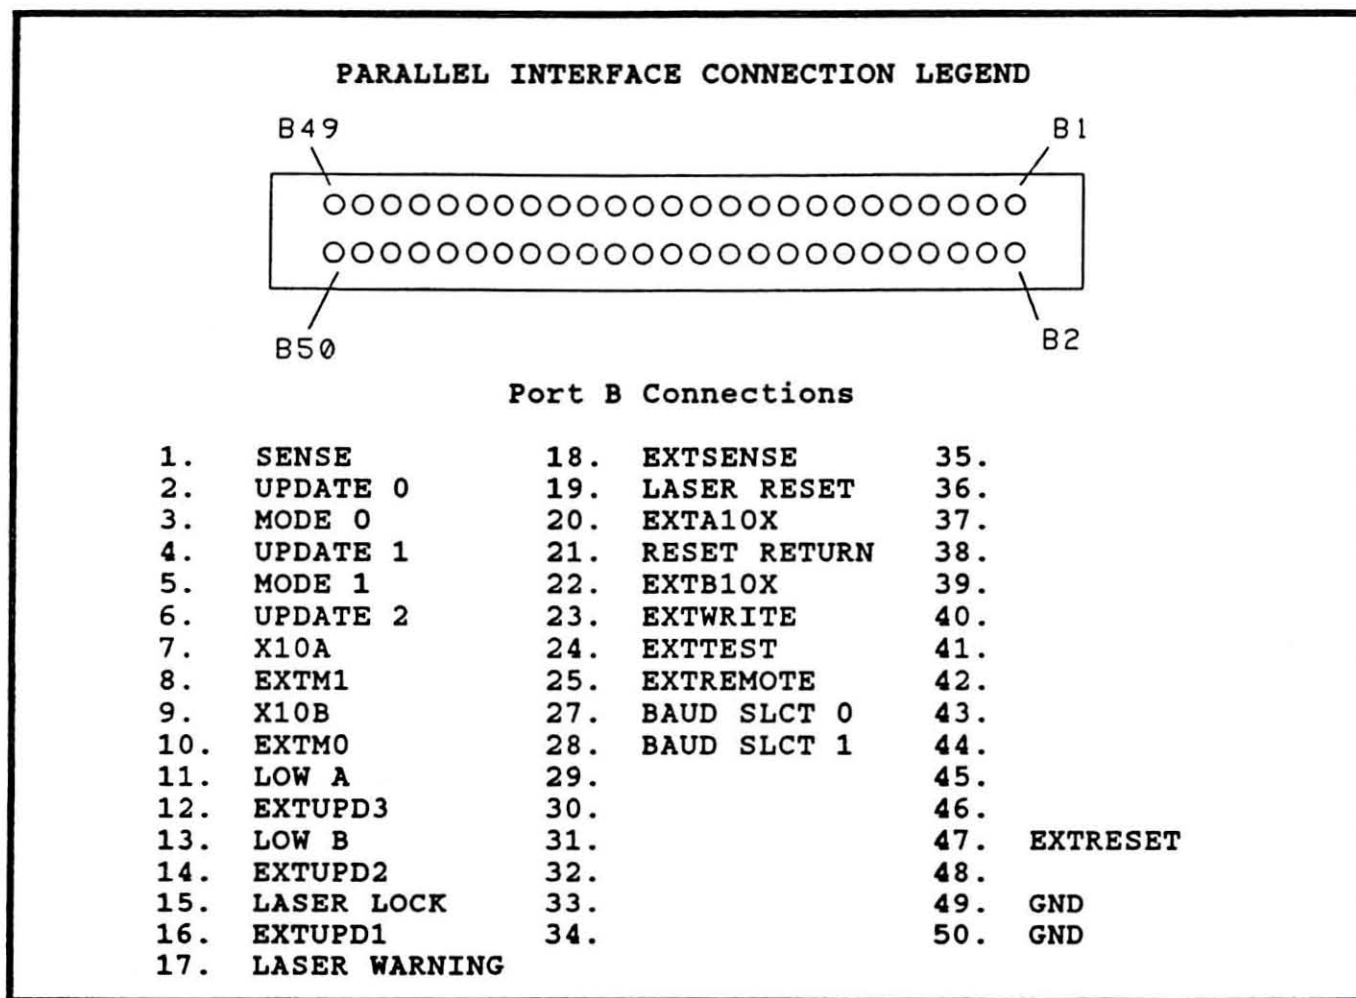 PARALLEL INTERFACE CONNECTION LEGEND
B49 B1
B50 B2
Port B Connections
1. SENSE 18. EXTSENSE 35.
2. UPDATE 0 19. LASER RESET 36.
3. MODE 0 20. EXTA10X 37.
4. UPDATE 1 21. RESET RETURN 38.
5. MODE 1 22. EXTB10X 39.
6. UPDATE 2 23. EXTWRITE 40.
7. X10A 24. EXTTEST 41.
8. EXTM1 25. EXTREMOTE 42.
9. X10B 27. BAUD SLCT 0 43.
10. EXTM0 28. BAUD SLCT 1 44.
11. LOW A 29. 45.
12. EXTUPD3 30. 46.
13. LOW B 31. 47. EXTRESET
14. EXTUPD2 32. 48.
15. LASER LOCK 33. 49. GND
16. EXTUPD1 34. 50. GND
17. LASER WARNING